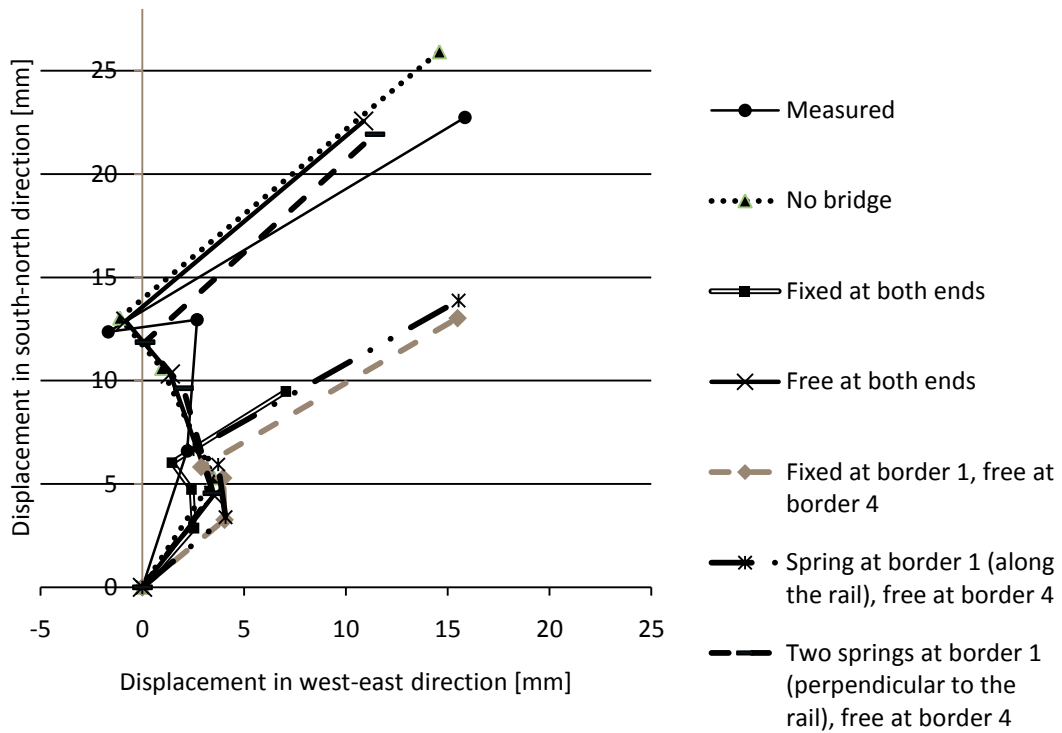 Displacement in south-north direction [mm]
25
20
15
10
5
0
-5 0 5 10 15 20 25
Displacement in west-east direction [mm]
Measured
No bridge
Fixed at both ends
Free at both ends
Fixed at border 1, free at
border 4
Spring at border 1 (along
the rail), free at border 4
Two springs at border 1
(perpendicular to the
rail), free at border 4